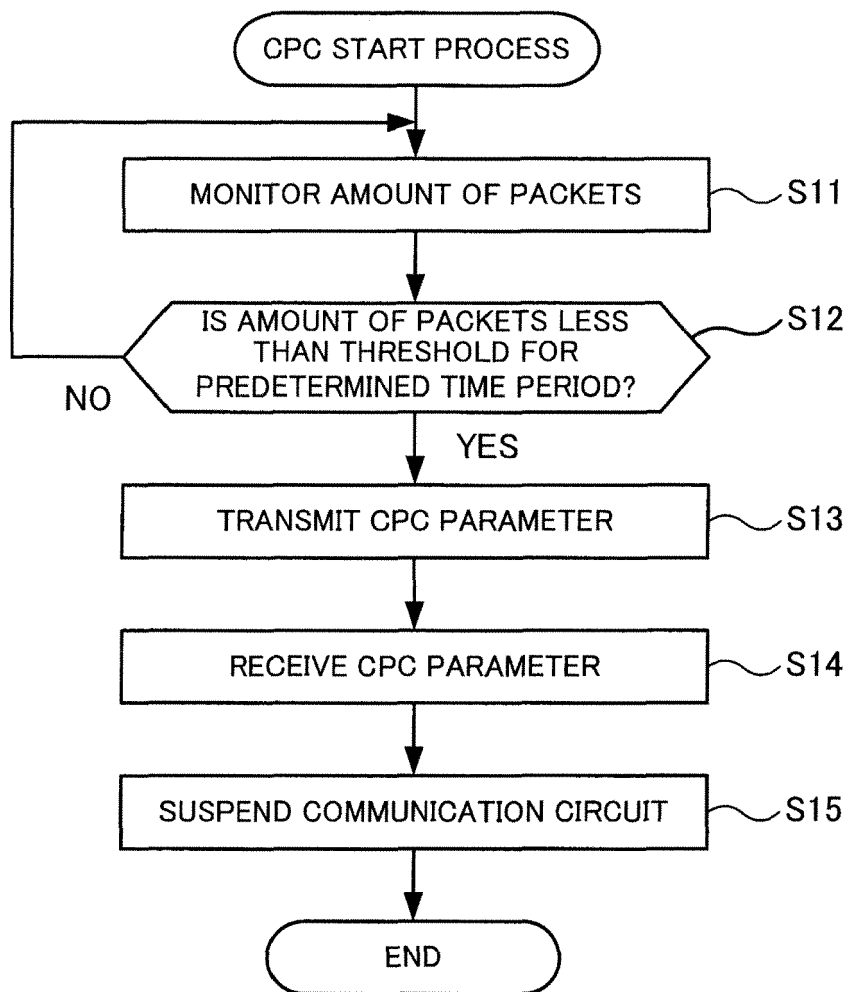 CPC START PROCESS
MONITOR AMOUNT OF PACKETS
S11
IS AMOUNT OF PACKETS LESS
THAN THRESHOLD FOR
PREDETERMINED TIME PERIOD?
S12
NO
YES
TRANSMIT CPC PARAMETER
S13
RECEIVE CPC PARAMETER
S14
SUSPEND COMMUNICATION CIRCUIT
S15
END